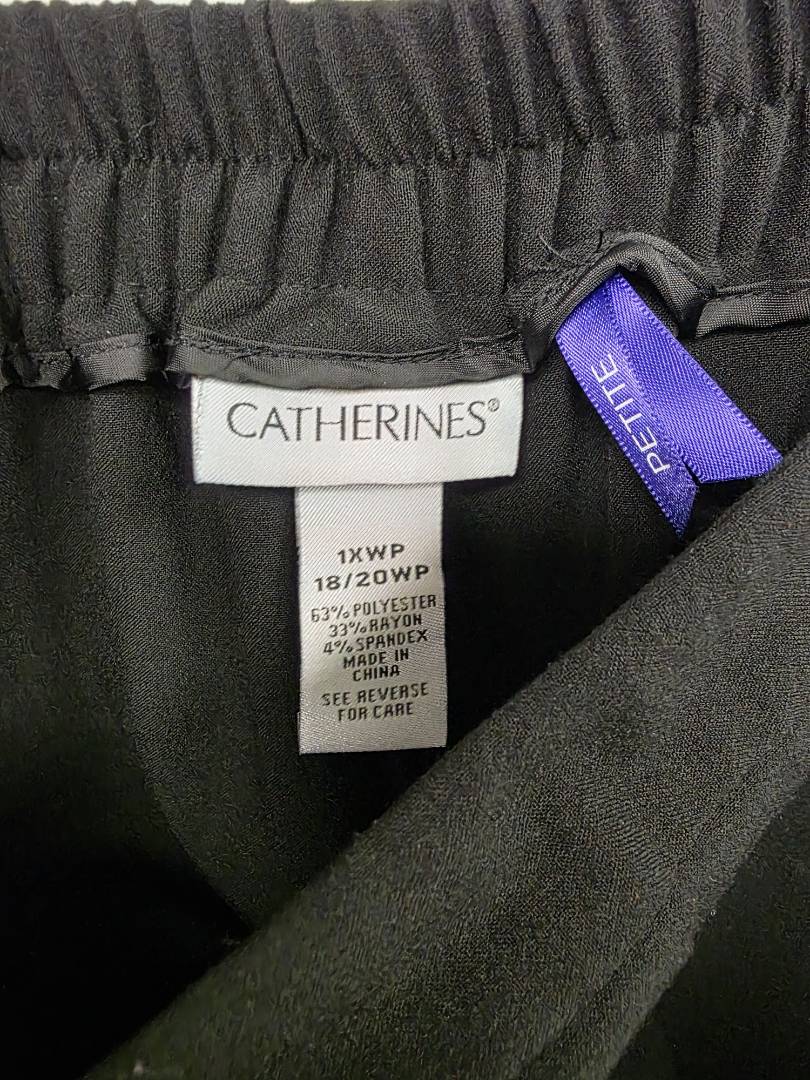 CATHERINES®
PETITE
1XWP
18/20WP
63% POLYESTER
33% RAYON
4% SPANDEX
MADE IN
CHINA
SEE REVERSE
FOR CARE